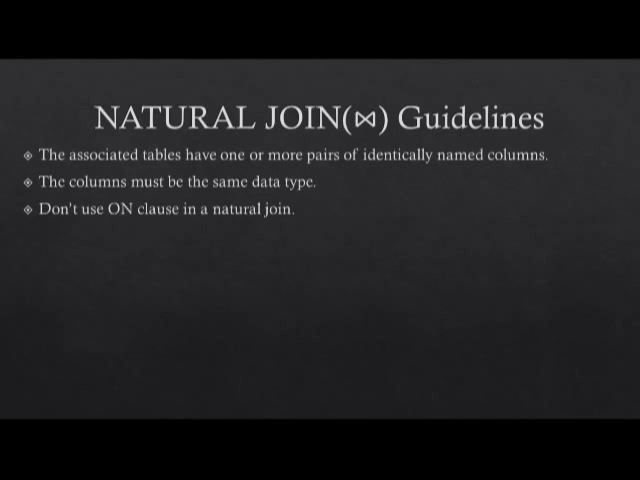 NATURAL JOIN(⋈) Guidelines
The associated tables have one or more pairs of identically named columns.
The columns must be the same data type.
Don't use ON clause in a natural join.